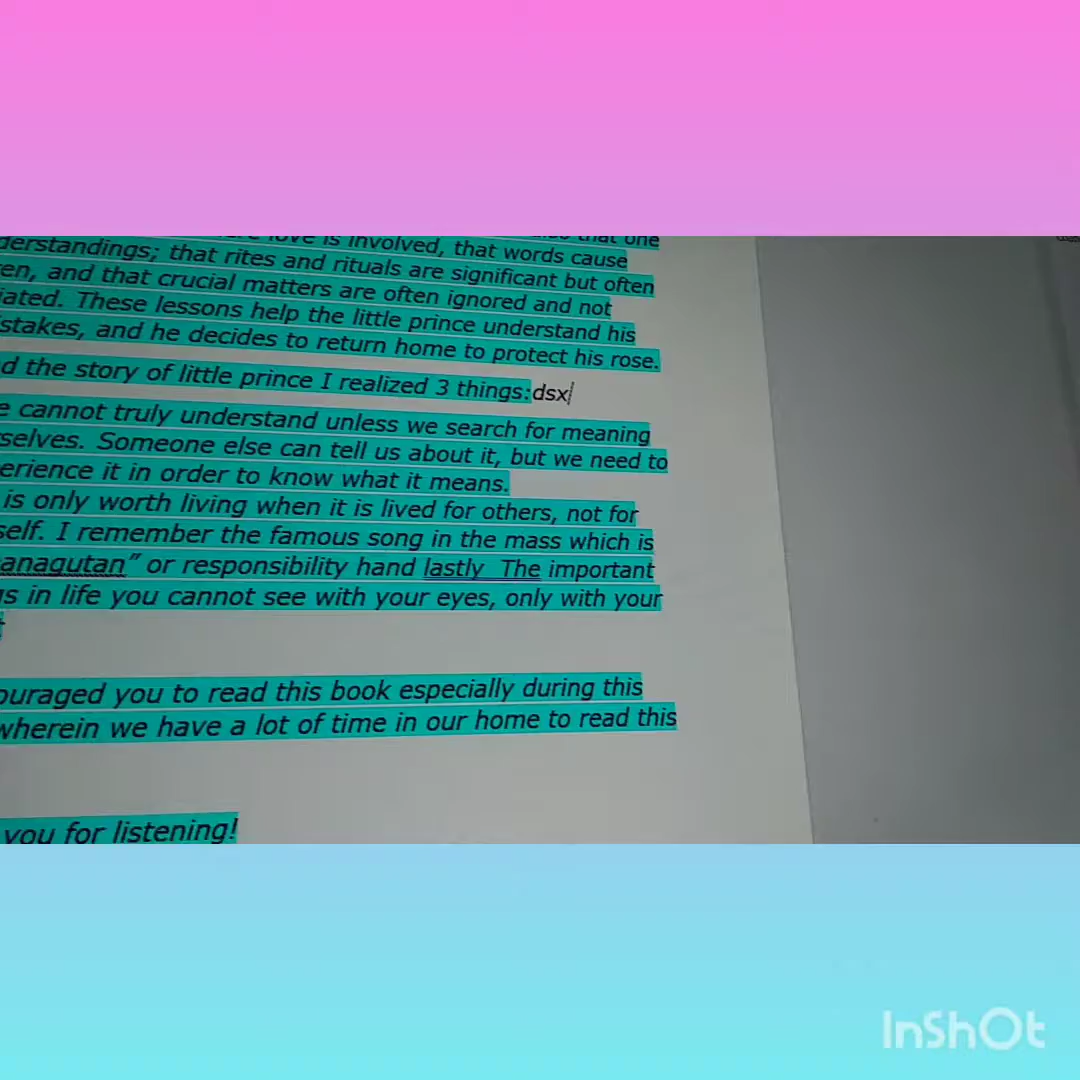 love is involved, that words cause
derstandings; that rites and rituals are significant but often
en, and that crucial matters are often ignored and not
iated. These lessons help the little prince understand his
istakes, and he decides to return home to protect his rose.
d the story of little prince I realized 3 things:dsx
e cannot truly understand unless we search for meaning
rselves. Someone else can tell us about it, but we need to
perience it in order to know what it means.
is only worth living when it is lived for others, not for
self. I remember the famous song in the mass which is
anagutan" or responsibility hand lastly The important
gs in life you cannot see with your eyes, only with your
ouraged you to read this book especially during this
wherein we have a lot of time in our home to read this
you for listening!
InShOt